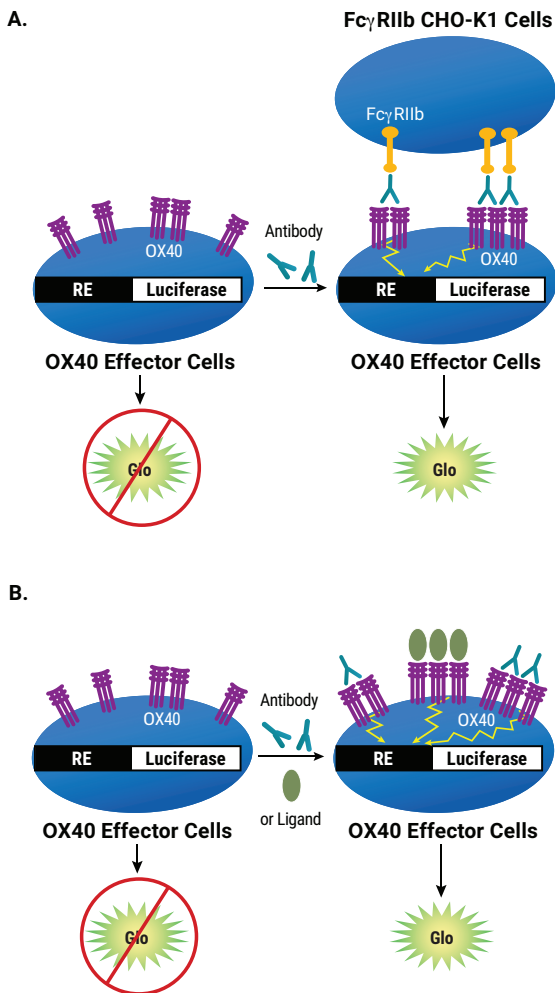 A.
FcγRIIb CHO-K1 Cells
FcγRIIb
OX40
Antibody
OX40
RE Luciferase
RE Luciferase
OX40 Effector Cells
OX40 Effector Cells
Glo
Glo
B.
OX40
Antibody
OX40
RE Luciferase
RE Luciferase
or Ligand
OX40 Effector Cells
OX40 Effector Cells
Glo
Glo